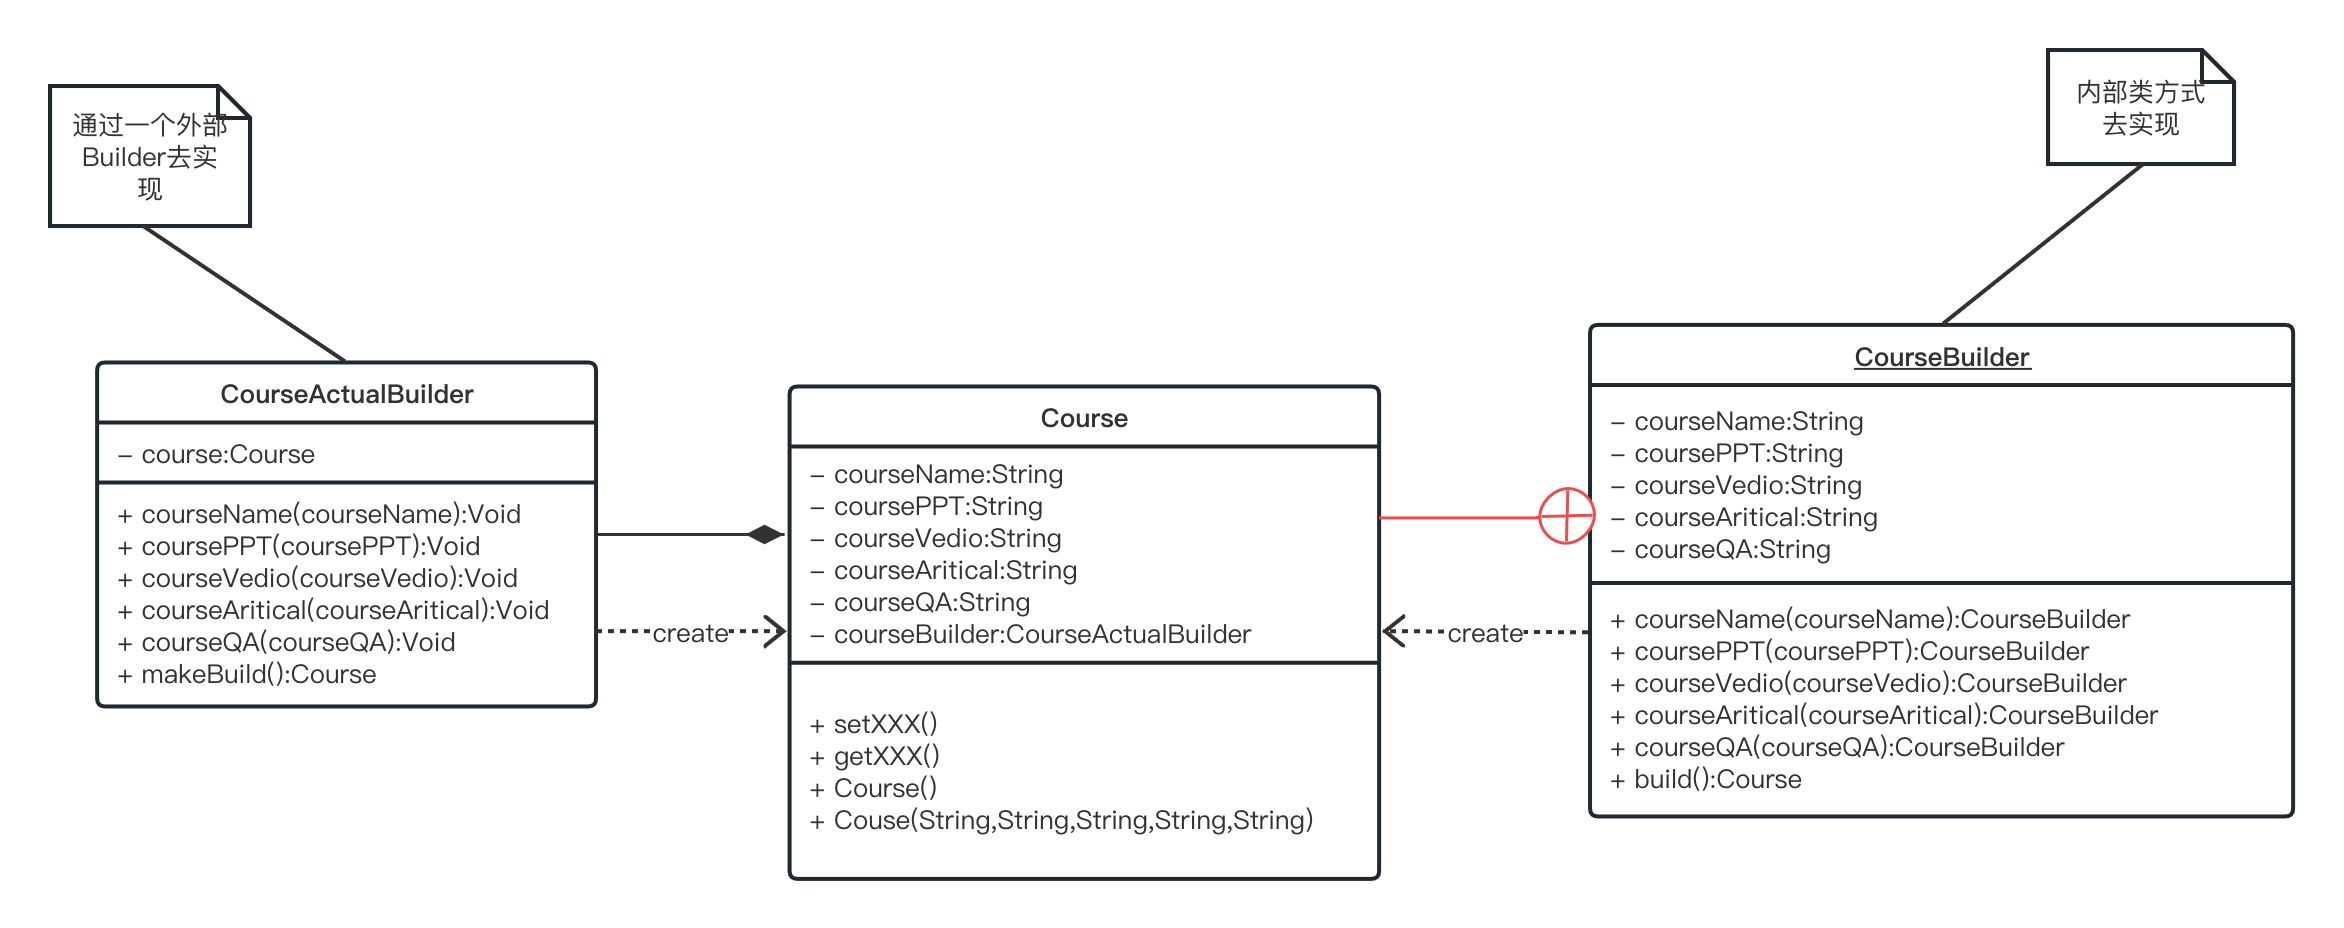 通过一个外部
Builder去实
现
内部类方式
去实现
CourseActualBuilder
– course:Course
+ courseName(courseName):Void
+ coursePPT(coursePPT):Void
+ courseVedio(courseVedio):Void
+ courseAritical(courseAritical):Void
+ courseQA(courseQA):Void
+ makeBuild():Course
create
Course
– courseName:String
– coursePPT:String
– courseVedio:String
– courseAritical:String
– courseQA:String
– courseBuilder:CourseActualBuilder
+ setXXX()
+ getXXX()
+ Course()
+ Couse(String,String,String,String,String)
create
CourseBuilder
– courseName:String
– coursePPT:String
– courseVedio:String
– courseAritical:String
– courseQA:String
+ courseName(courseName):CourseBuilder
+ coursePPT(coursePPT):CourseBuilder
+ courseVedio(courseVedio):CourseBuilder
+ courseAritical(courseAritical):CourseBuilder
+ courseQA(courseQA):CourseBuilder
+ build():Course